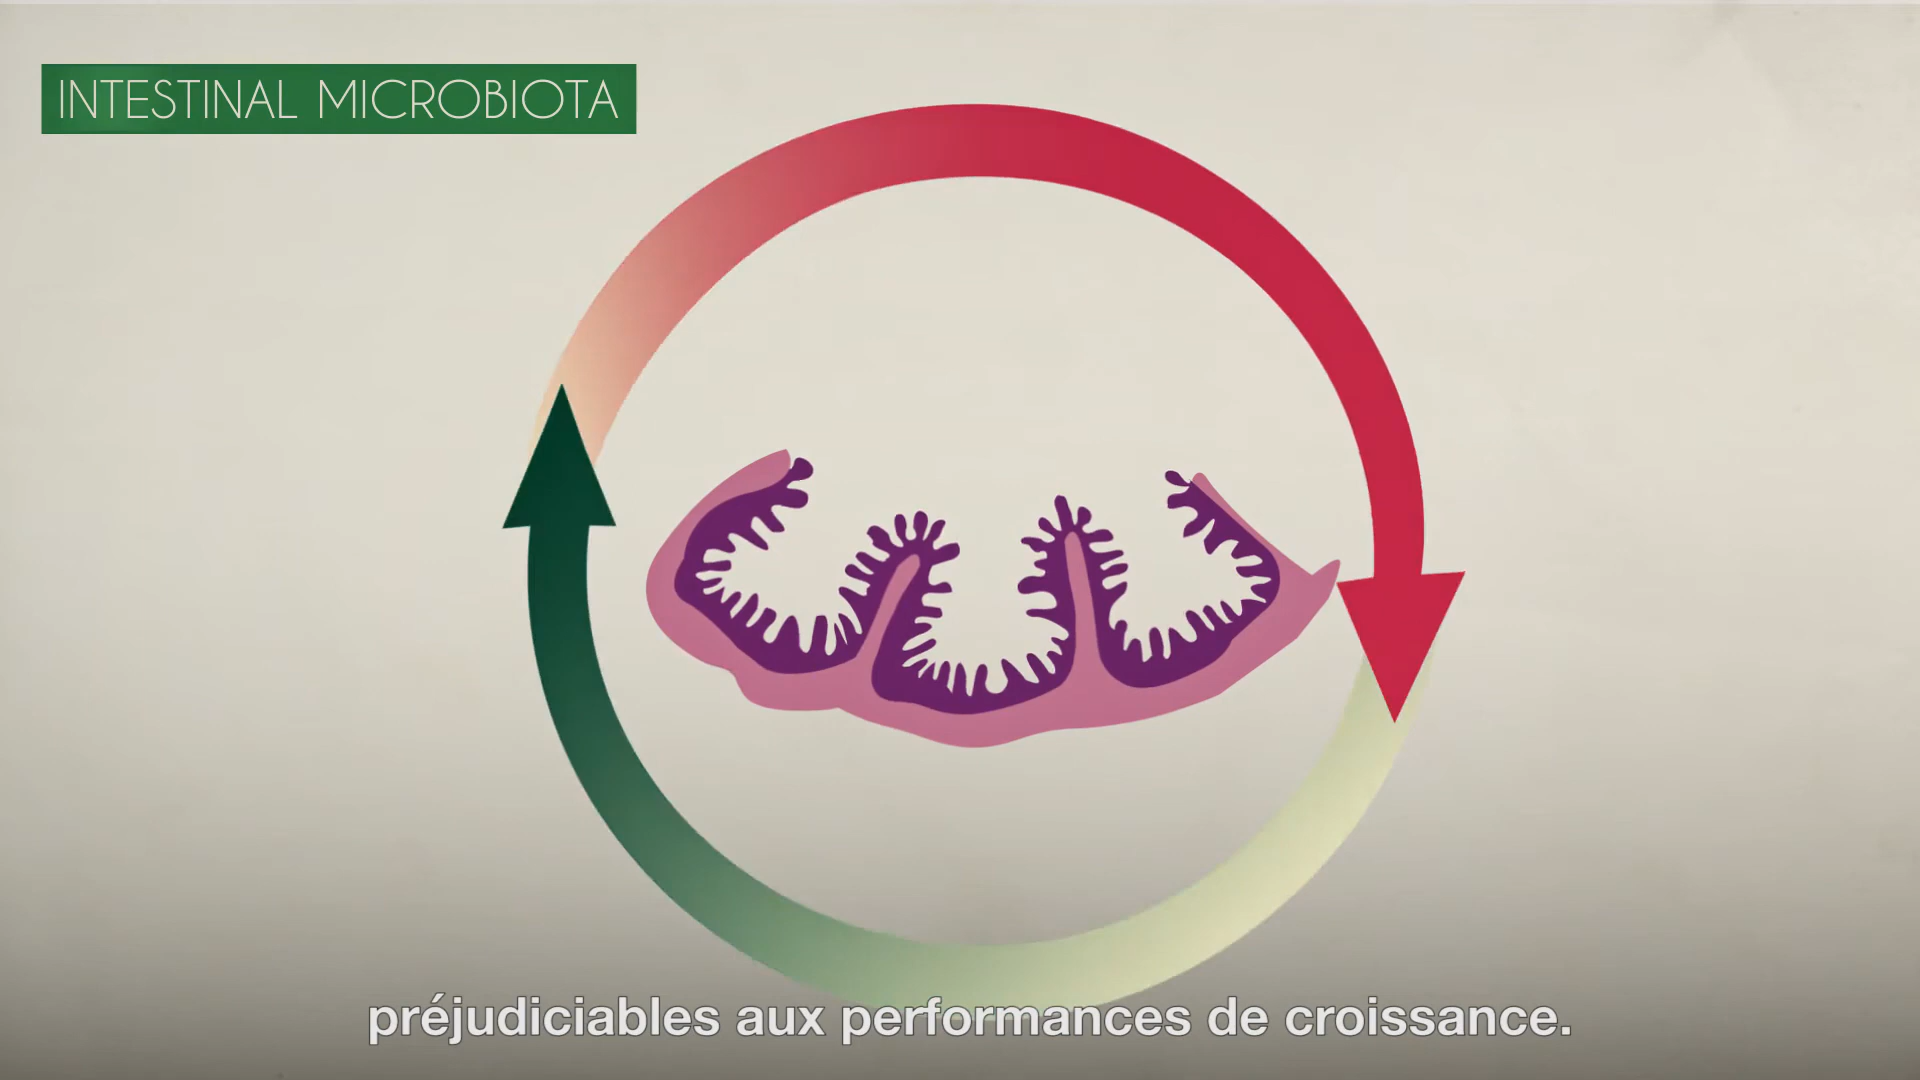 INTESTINAL MICROBIOTA
préjudiciables aux performances de croissance.